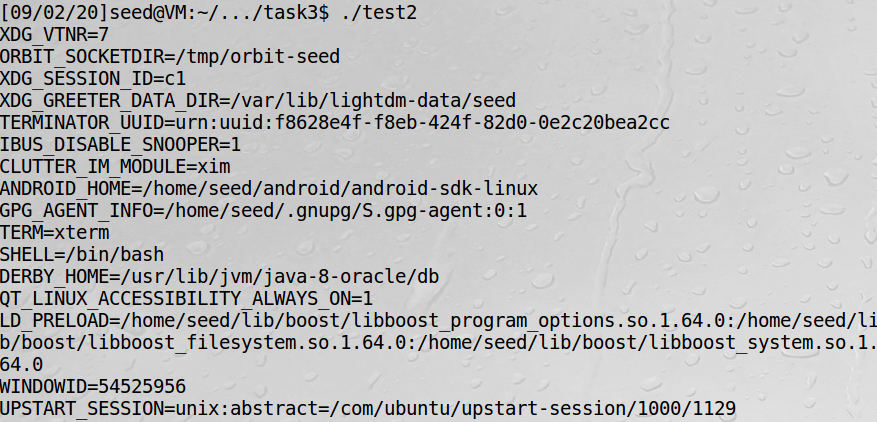 [09/02/20]seed@VM:~/.../task3$ ./test2
XDG_VTNR=7
ORBIT_SOCKETDIR=/tmp/orbit-seed
XDG_SESSION_ID=c1
XDG_GREETER_DATA_DIR=/var/lib/lightdm-data/seed
TERMINATOR_UUID=urn:uuid:f8628e4f-f8eb-424f-82d0-0e2c20bea2cc
IBUS_DISABLE_SNOOPER=1
CLUTTER_IM_MODULE=xim
ANDROID_HOME=/home/seed/android/android-sdk-linux
GPG_AGENT_INFO=/home/seed/.gnupg/S.gpg-agent:0:1
TERM=xterm
SHELL=/bin/bash
DERBY_HOME=/usr/lib/jvm/java-8-oracle/db
QT_LINUX_ACCESSIBILITY_ALWAYS_ON=1
LD_PRELOAD=/home/seed/lib/boost/libboost_program_options.so.1.64.0:/home/seed/li
b/boost/libboost_filesystem.so.1.64.0:/home/seed/lib/boost/libboost_system.so.1.
64.0
WINDOWID=54525956
UPSTART_SESSION=unix:abstract=/com/ubuntu/upstart-session/1000/1129